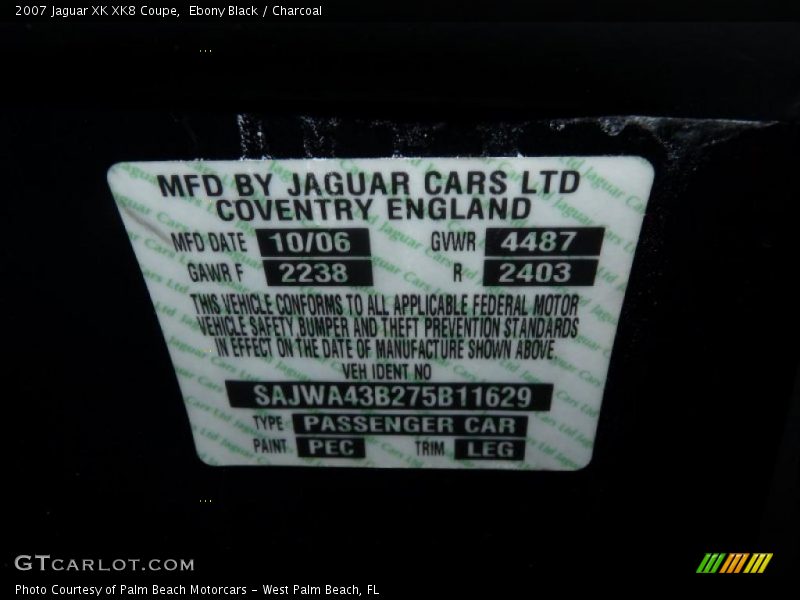 2007 Jaguar XK XK8 Coupe,  Ebony Black / Charcoal
...
MFD BY JAGUAR CARS LTD
COVENTRY ENGLAND
MFD DATE 10/06 GVWR 4487
GAWR F 2238 R 2403
THIS VEHICLE CONFORMS TO ALL APPLICABLE FEDERAL MOTOR
VEHICLE SAFETY,BUMPER AND THEFT PREVENTION STANDARDS
IN EFFECT ON THE DATE OF MANUFACTURE SHOWN ABOVE.
VEH IDENT NO
SAJWA43B275B11629
TYPE PASSENGER CAR
PAINT PEC TRIM LEG
...
GTCARLOT.COM
Photo Courtesy of Palm Beach Motorcars – West Palm Beach, FL